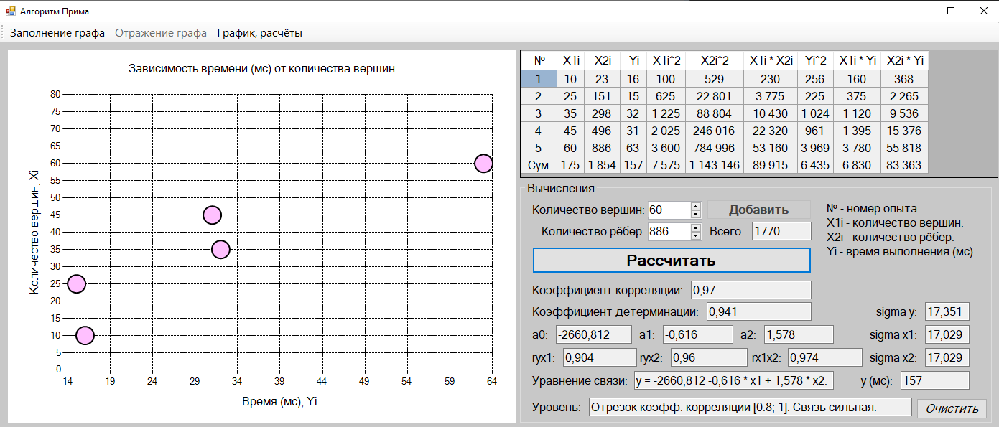 Алгоритм Прима
Заполнение графа Отражение графа График, расчёты
Зависимость времени (мс) от количества вершин
Количество вершин, Xi
80
75
70
65
60
55
50
45
40
35
30
25
20
15
10
5
0
14 19 24 29 34 39 44 49 54 59 64
Время (мс), Yi
№ X1i X2i Yi X1i^2 X2i^2 X1i * X2i Yi^2 X1i * Yi X2i * Yi
1 10 23 16 100 529 230 256 160 368
2 25 151 15 625 22 801 3 775 225 375 2 265
3 35 298 32 1 225 88 804 10 430 1 024 1 120 9 536
4 45 496 31 2 025 246 016 22 320 961 1 395 15 376
5 60 886 63 3 600 784 996 53 160 3 969 3 780 55 818
Сум 175 1 854 157 7 575 1 143 146 89 915 6 435 6 830 83 363
Вычисления
Количество вершин: 60 Добавить
Количество рёбер: 886 Всего: 1770
№ - номер опыта.
X1i - количество вершин.
X2i - количество рёбер.
Yi - время выполнения (мс).
Рассчитать
Коэффициент корреляции: 0,97
Коэффициент детерминации: 0,941 sigma y: 17,351
a0: -2660,812 a1: -0,616 a2: 1,578 sigma x1: 17,029
ryx1: 0,904 ryx2: 0,96 rx1x2: 0,974 sigma x2: 17,029
Уравнение связи: y = -2660,812 -0,616 * x1 + 1,578 * x2. y (мс): 157
Уровень: Отрезок коэфф. корреляции [0.8; 1]. Связь сильная. Очистить